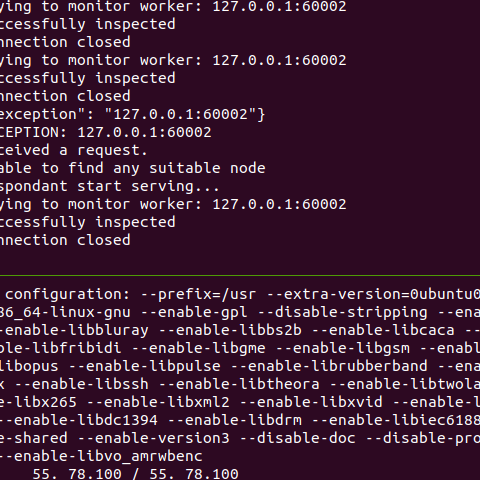 ying to monitor worker: 127.0.0.1:60002
ccessfully inspected
nnection closed
ying to monitor worker: 127.0.0.1:60002
ccessfully inspected
nnection closed
exception": "127.0.0.1:60002"}
CEPTION: 127.0.0.1:60002
ceived a request.
able to find any suitable node
spondant start serving...
ying to monitor worker: 127.0.0.1:60002
ccessfully inspected
nnection closed
configuration: --prefix=/usr --extra-version=0ubuntu0
86_64-linux-gnu --enable-gpl --disable-stripping --ena
-enable-libbluray --enable-libbs2b --enable-libcaca --
ble-libfribidi --enable-libgme --enable-libgsm --enabl
libopus --enable-libpulse --enable-librubberband --ena
x --enable-libssh --enable-libtheora --enable-libtwola
e-libx265 --enable-libxml2 --enable-libxvid --enable-l
--enable-libdc1394 --enable-libdrm --enable-libiec6188
e-shared --enable-version3 --disable-doc --disable-pro
--enable-libvo_amrwbenc
55. 78.100 / 55. 78.100